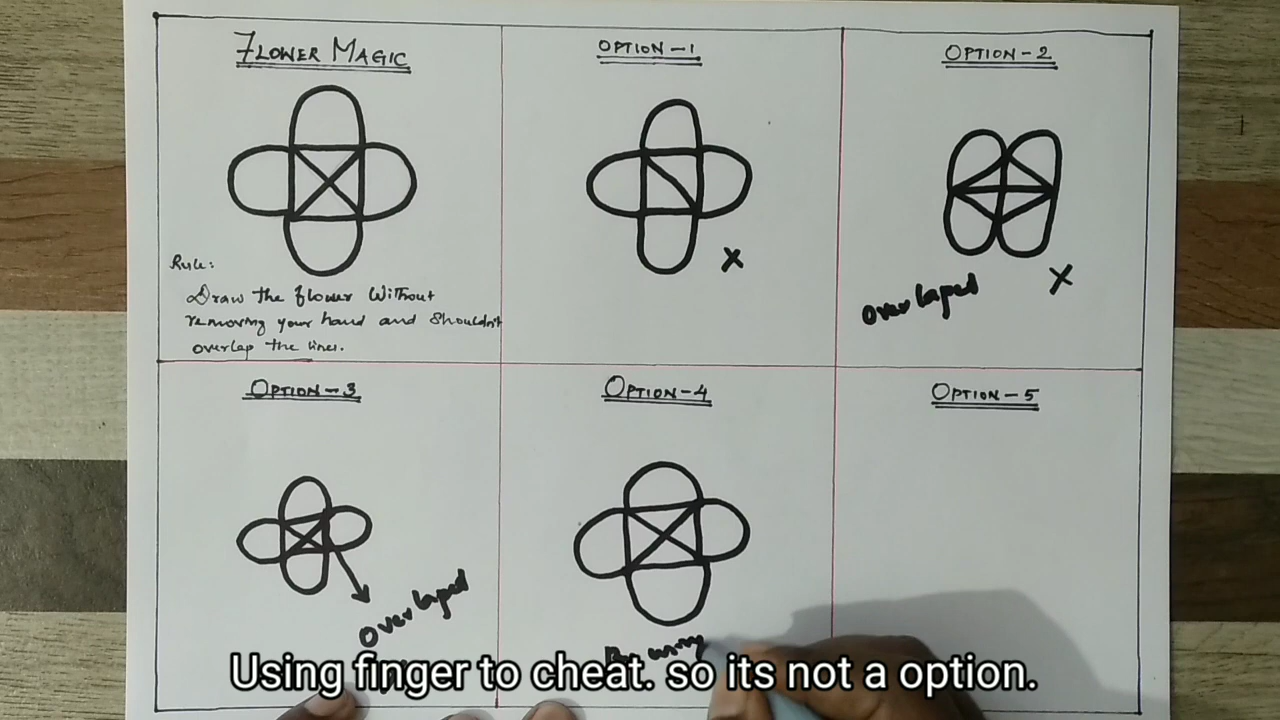 FLOWER MAGIC
OPTION-1
OPTION-2
Rule:
Draw the flower Without
removing your hand and Shouldn't
overlap the lines.
X
X
Overlaped
OPTION-3
OPTION-4
OPTION-5
Overlaped
Using finger to cheat. so its not a option.